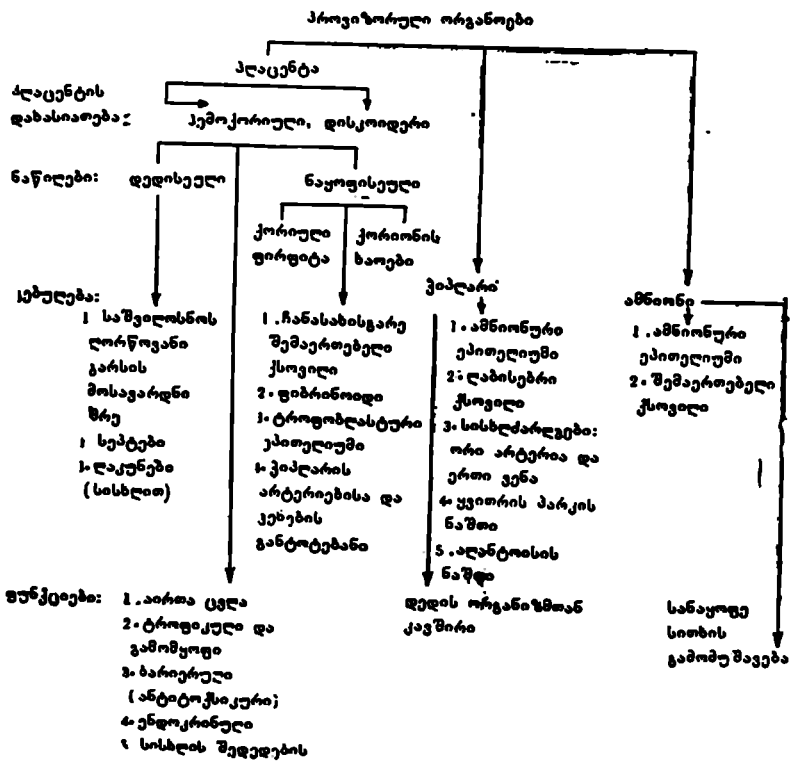 პროვიზორული ორგანოები
პლაცენტა
პლაცენტის
დახასიათება:
ჰემოქორიული, დისკოიდერი
ნაწილები: დედისეული
ნაყოფისეული
ქორიული
ფირფიტა
ქორიონის
ხაოები
აგებულება:
1 საშვილოსნოს
ლორწოვანი
გარსის
მოსავარდნი
შრე
2 სეპტები
3. ლაკუნები
(სისხლით)
1. ჩანასახისგარე
შემაერთებელი
ქსოვილი
2. ფიბრინოიდი
3. ტროფობლასტური
ეპითელიუმი
4. ჭიპლარის
არტერიებისა და
ვენების
განტოტებანი
ჭიპლარი
1. ამნიონური
ეპითელიუმი
2. ლაბისებრი
ქსოვილი
3. სისხლძარღვები:
ორი არტერია და
ერთი ვენა
4. ყვითრის პარკის
ნაშთი
5. ალანტოისის
ნაშთი
ამნიონი
1. ამნიონური
ეპითელიუმი
2. შემაერთებელი
ქსოვილი
ფუნქციები:
1. აირთა ცვლა
2. ტროფიკული და
გამომყოფი
3. ბარიერული
(ანტიტოქსიკური)
4. ენდოკრინული
5 სისხლის შედედების
დედის ორგანიზმთან
კავშირი
სანაყოფე
სითხის
გამომუშავება